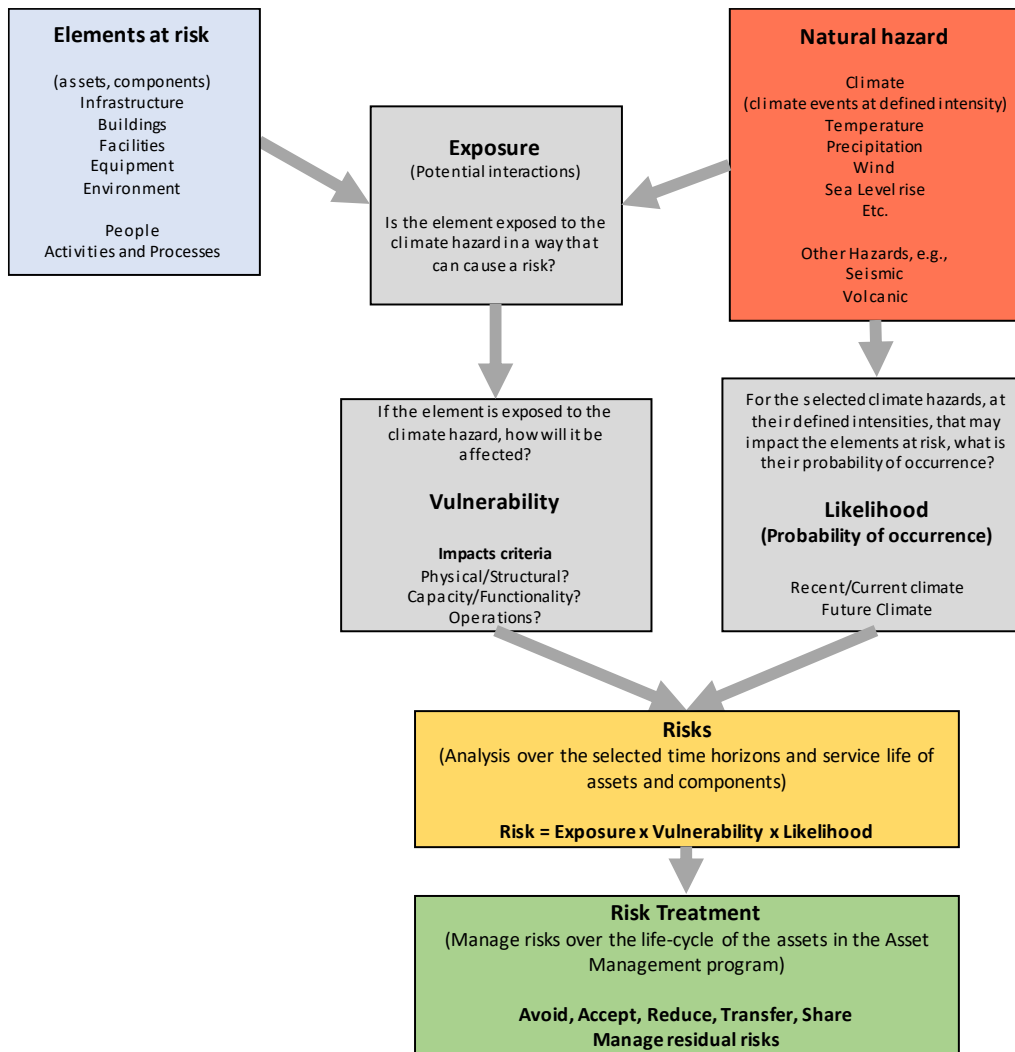 Elements at risk
(assets, components)
Infrastructure
Buildings
Facilities
Equipment
Environment
People
Activities and Processes
Natural hazard
Climate
(climate events at defined intensity)
Temperature
Precipitation
Wind
Sea Level rise
Etc.
Other Hazards, e.g.,
Seismic
Volcanic
Exposure
(Potential interactions)
Is the element exposed to the
climate hazard in a way that
can cause a risk?
If the element is exposed to the
climate hazard, how will it be
affected?
Vulnerability
Impacts criteria
Physical/Structural?
Capacity/Functionality?
Operations?
For the selected climate hazards, at
their defined intensities, that may
impact the elements at risk, what is
their probability of occurrence?
Likelihood
(Probability of occurrence)
Recent/Current climate
Future Climate
Risks
(Analysis over the selected time horizons and service life of
assets and components)
Risk = Exposure x Vulnerability x Likelihood
Risk Treatment
(Manage risks over the life-cycle of the assets in the Asset
Management program)
Avoid, Accept, Reduce, Transfer, Share
Manage residual risks